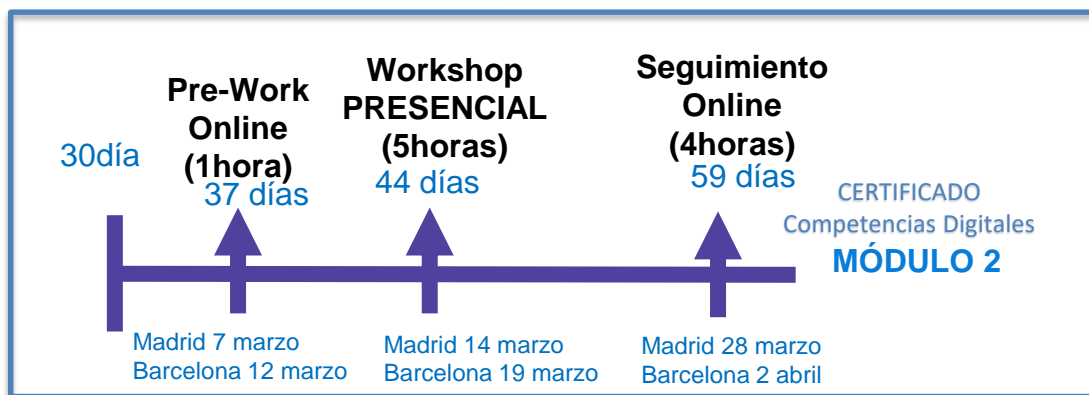 30día
Pre-Work
Online
(1hora)
37 días
Workshop
PRESENCIAL
(5horas)
44 días
Seguimiento
Online
(4horas)
59 días
CERTIFICADO
Competencias Digitales
MÓDULO 2
Madrid 7 marzo
Barcelona 12 marzo
Madrid 14 marzo
Barcelona 19 marzo
Madrid 28 marzo
Barcelona 2 abril